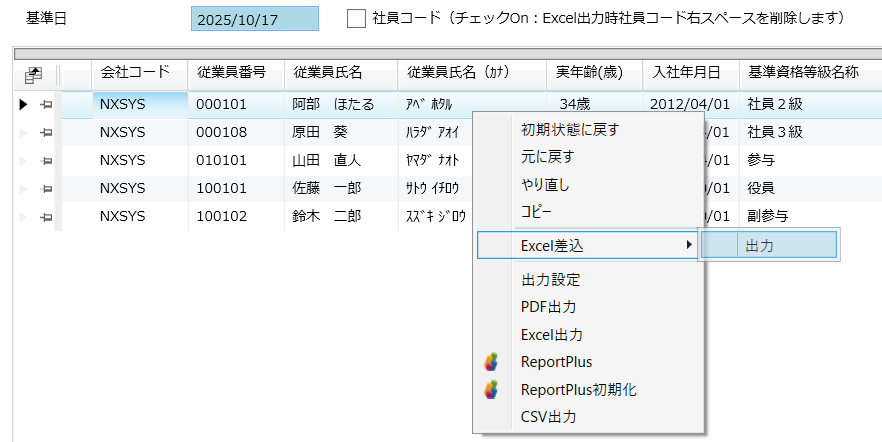 基準日 2025/10/17 社員コード（チェックOn：Excel出力時社員コード右スペースを削除します）
会社コード 従業員番号 従業員氏名 従業員氏名（ｶﾅ） 実年齢(歳) 入社年月日 基準資格等級名称
NXSYS 000101 阿部　ほたる ｱﾍﾞ ﾎﾀﾙ 34歳 2012/04/01 社員２級
NXSYS 000108 原田　葵 ﾊﾗﾀﾞ ｱｵｲ /01 社員３級
NXSYS 010101 山田　直人 ﾔﾏﾀﾞ ﾅｵﾄ /01 参与
NXSYS 100101 佐藤　一郎 ｻﾄｳ ｲﾁﾛｳ /01 役員
NXSYS 100102 鈴木　二郎 ｽｽﾞｷ ｼﾞﾛｳ /01 副参与
初期状態に戻す
元に戻す
やり直し
コピー
Excel差込 出力
出力設定
PDF出力
Excel出力
ReportPlus
ReportPlus初期化
CSV出力